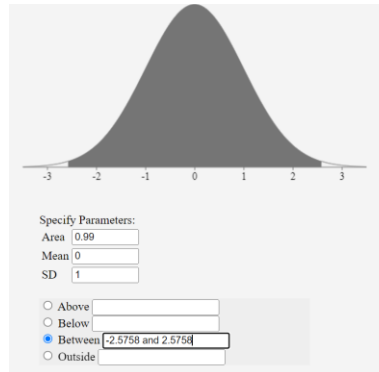 -3 -2 -1 0 1 2 3
Specify Parameters:
Area 0.99
Mean 0
SD 1
Above
Below
Between -2.5758 and 2.5758
Outside